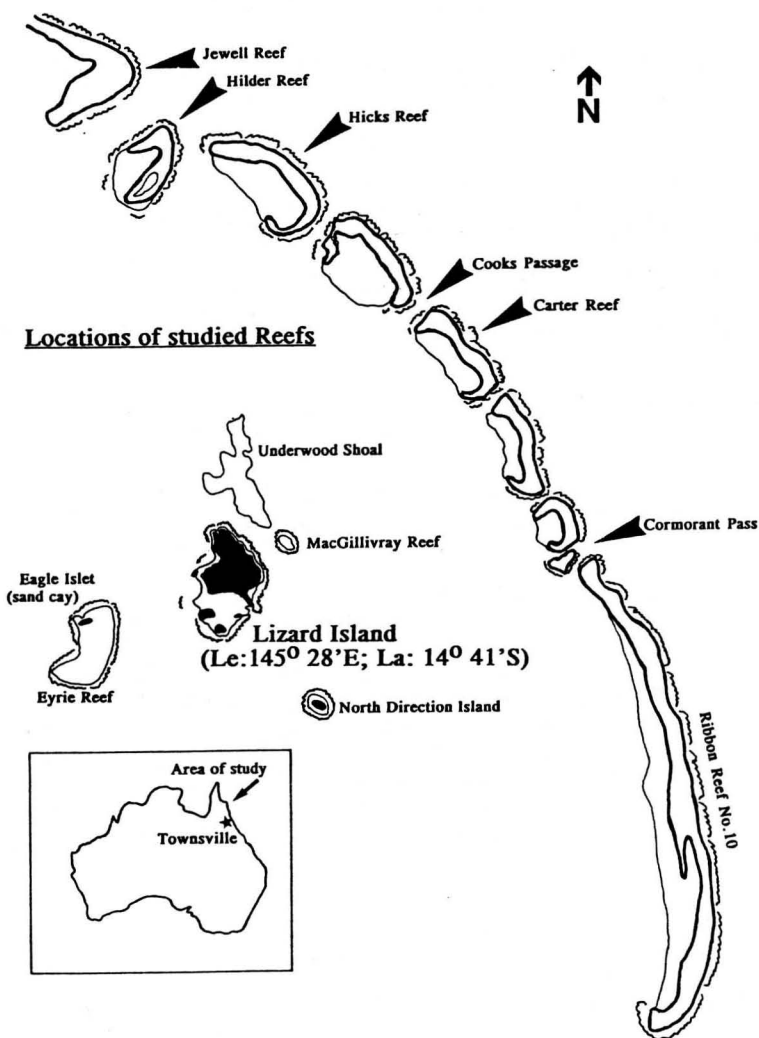 Jewell Reef
Hilder Reef
N
Hicks Reef
Cooks Passage
Carter Reef
Locations of studied Reefs
Underwood Shoal
MacGillivray Reef
Cormorant Pass
Eagle Islet
(sand cay)
Lizard Island
(Le:145º 28'E; La: 14º 41'S)
Eyrie Reef
North Direction Island
Ribbon Reef No.10
Area of study
Townsville